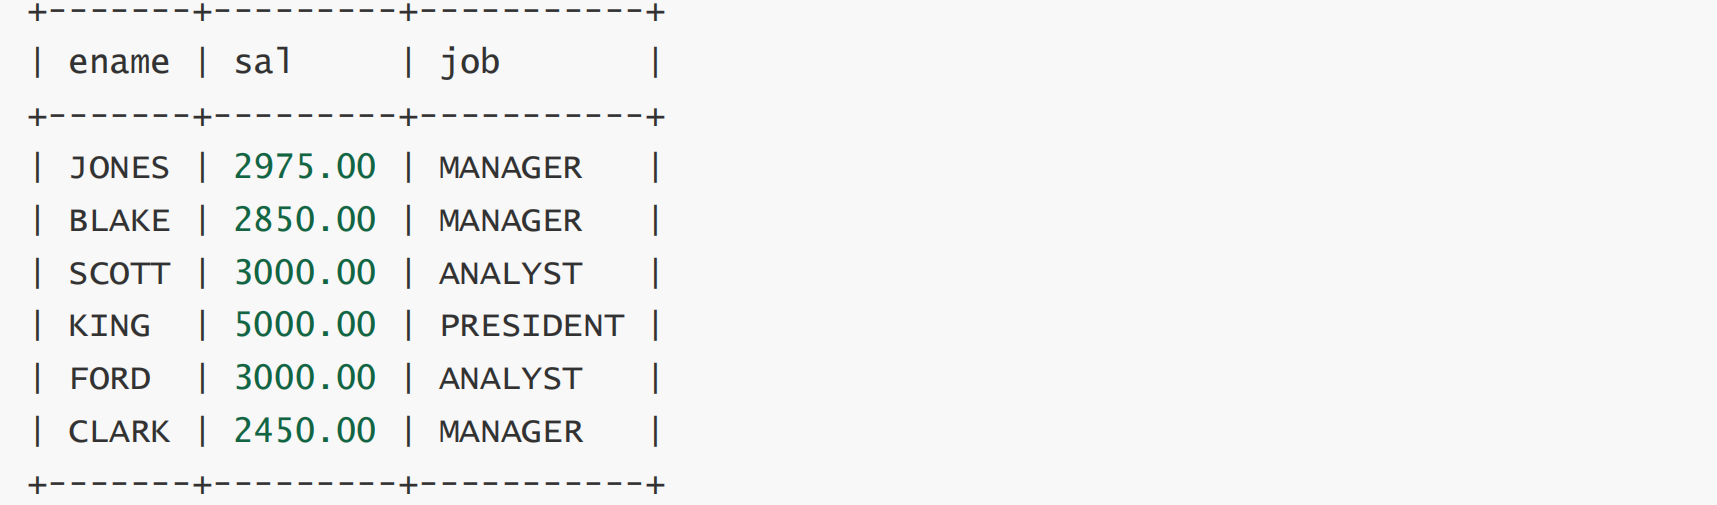 +-------+---------+-----------+
| ename | sal     | job       |
+-------+---------+-----------+
| JONES | 2975.00 | MANAGER   |
| BLAKE | 2850.00 | MANAGER   |
| SCOTT | 3000.00 | ANALYST   |
| KING  | 5000.00 | PRESIDENT |
| FORD  | 3000.00 | ANALYST   |
| CLARK | 2450.00 | MANAGER   |
+-------+---------+-----------+